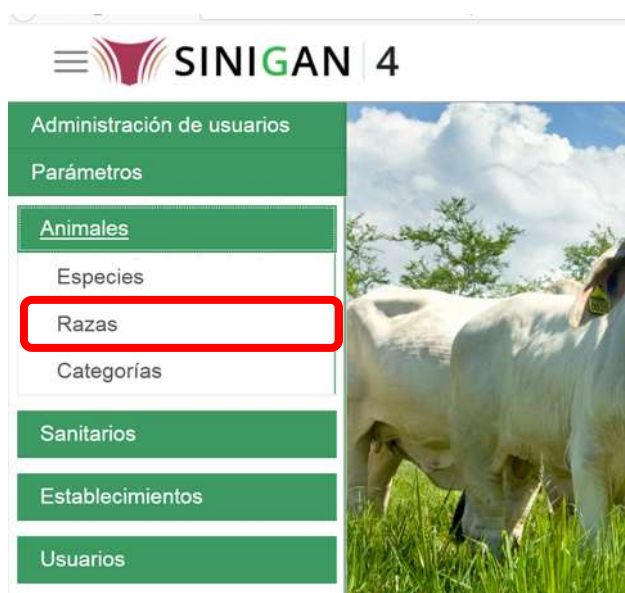 SINIGAN 4
Administración de usuarios
Parámetros
Animales
Especies
Razas
Categorías
Sanitarios
Establecimientos
Usuarios